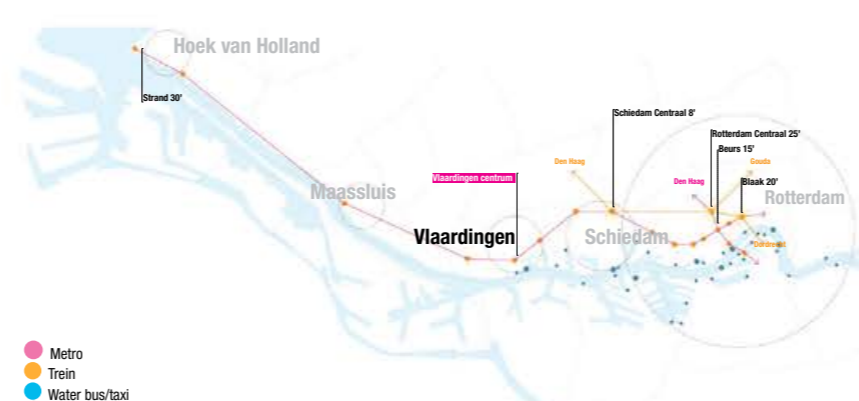 Hoek van Holland
Strand 30'
Schiedam Centraal 8'
Rotterdam Centraal 25'
Beurs 15'
Den Haag
Gouda
Vlaardingen centrum
Den Haag
Blaak 20'
Maassluis
Rotterdam
Vlaardingen
Schiedam
Dordrecht
Metro
Trein
Water bus/taxi